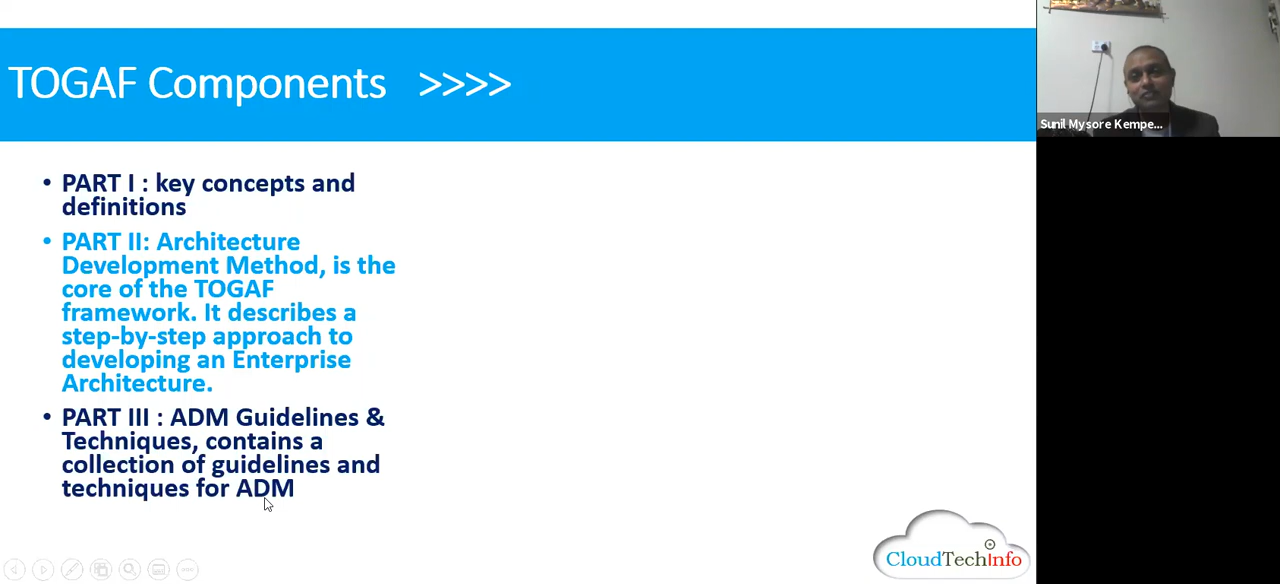 TOGAF Components >>>>
Sunil Mysore Kempe...
• PART I : key concepts and
definitions
• PART II: Architecture
Development Method, is the
core of the TOGAF
framework. It describes a
step-by-step approach to
developing an Enterprise
Architecture.
• PART III : ADM Guidelines &
Techniques, contains a
collection of guidelines and
techniques for ADM
CloudTechInfo